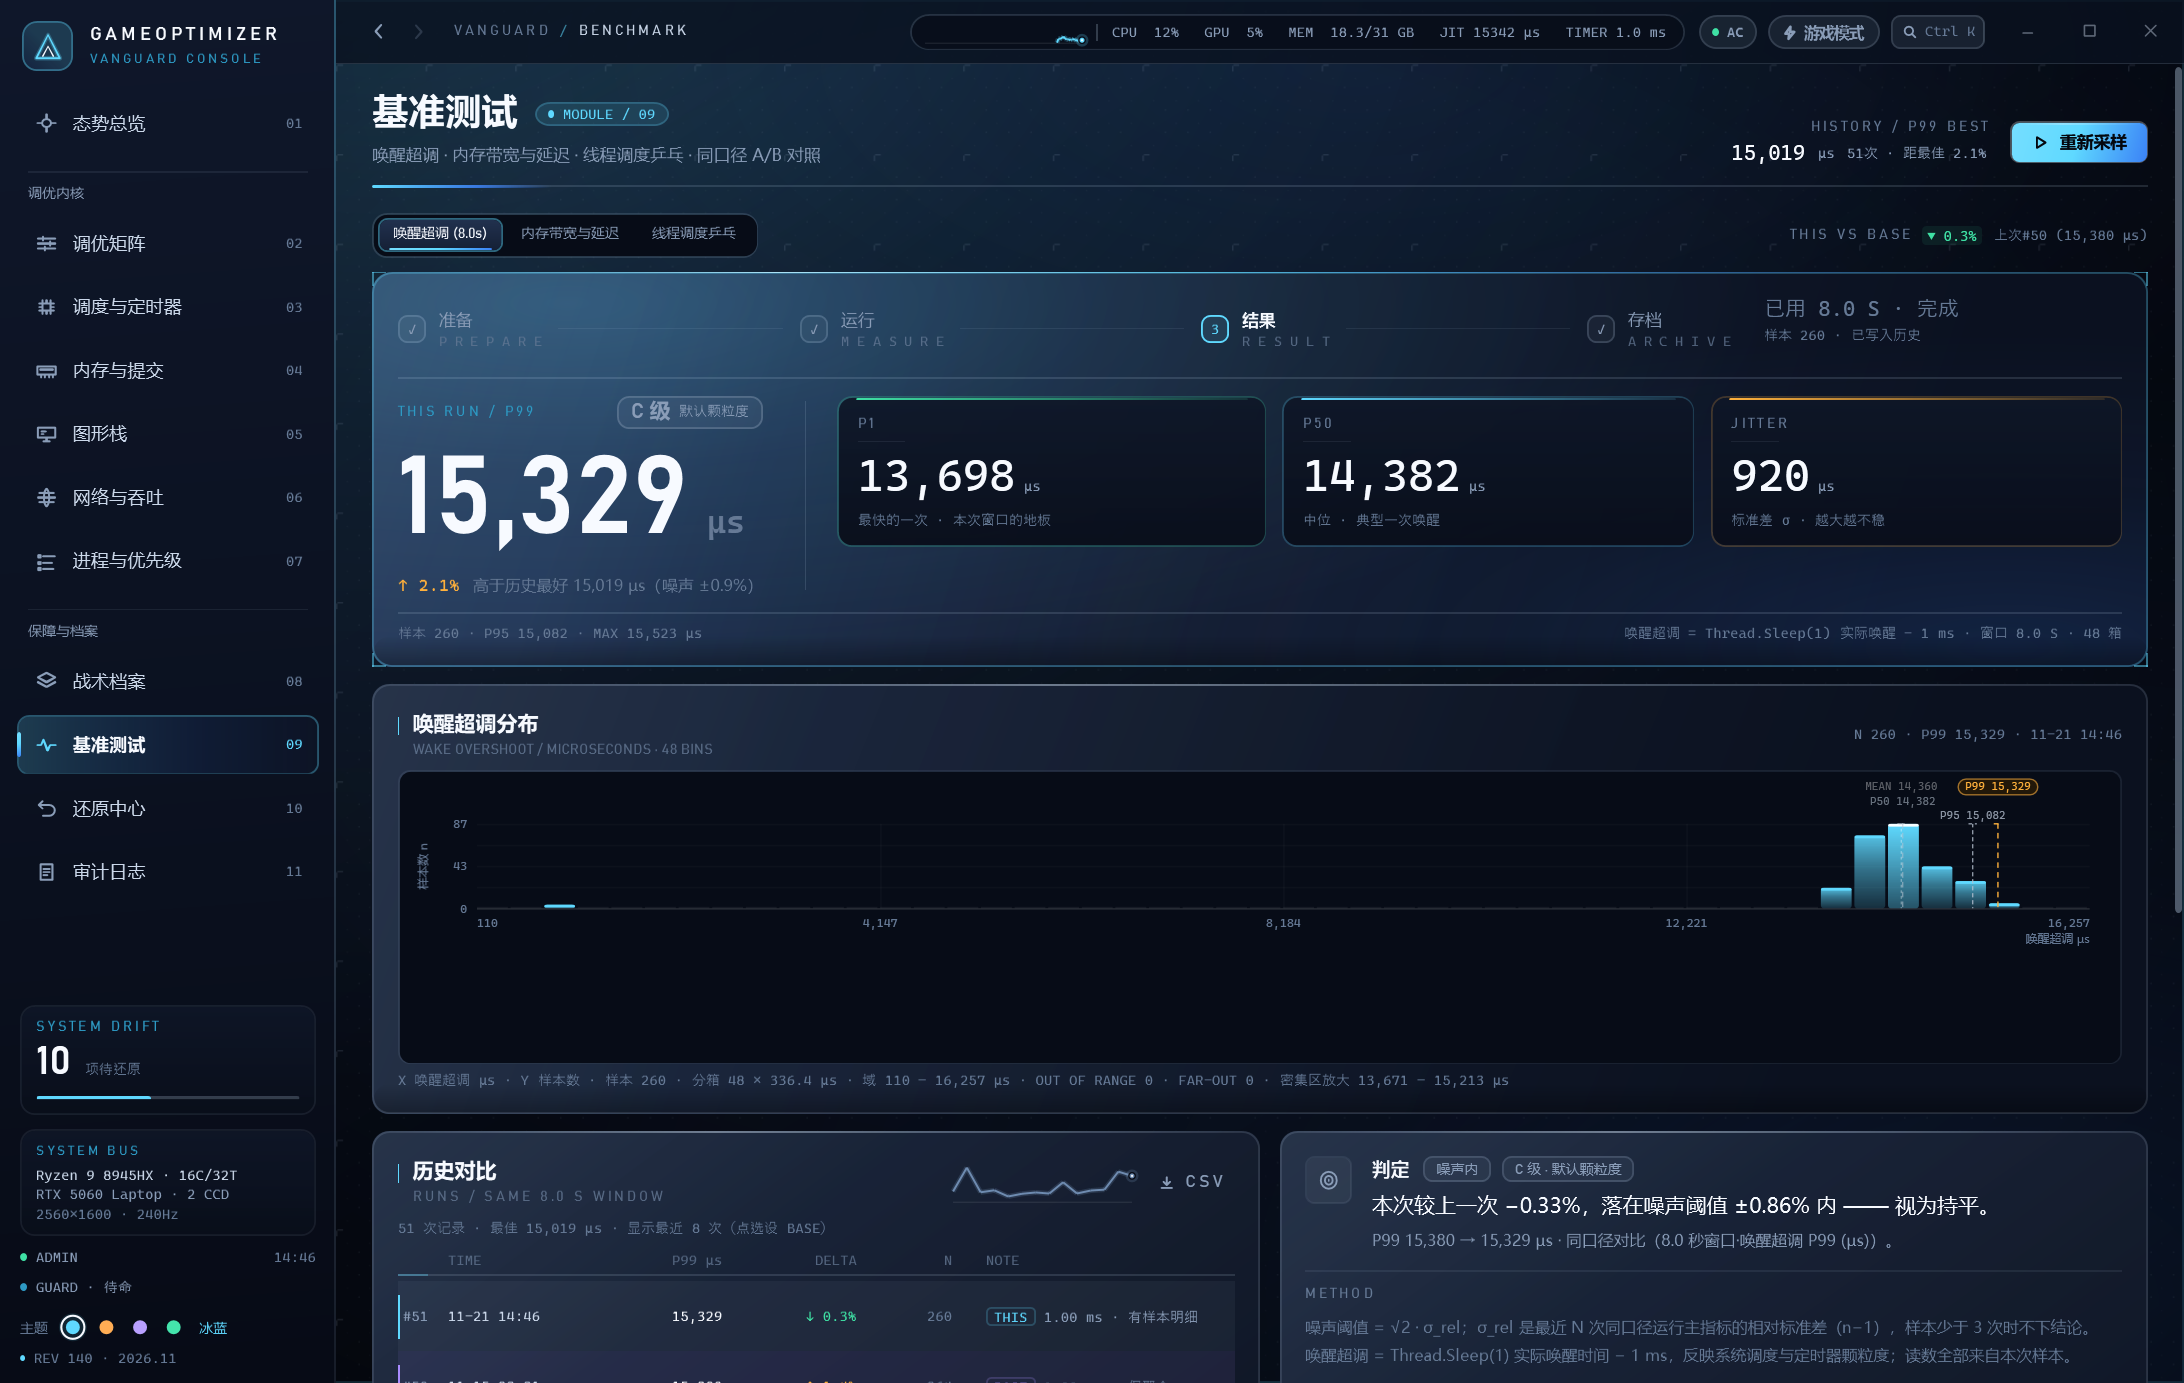 GAMEOPTIMIZER
VANGUARD CONSOLE
态势总览 01
调优内核
调优矩阵 02
调度与定时器 03
内存与提交 04
图形栈 05
网络与吞吐 06
进程与优先级 07
保障与档案
战术档案 08
基准测试 09
还原中心 10
审计日志 11
SYSTEM DRIFT
10 项待还原
SYSTEM BUS
Ryzen 9 8945HX · 16C/32T
RTX 5060 Laptop · 2 CCD
2560×1600 · 240Hz
ADMIN 14:46
GUARD · 待命
主题 冰蓝
REV 140 · 2026.11
VANGUARD / BENCHMARK
CPU 12% GPU 5% MEM 18.3/31 GB JIT 15342 µs TIMER 1.0 ms
AC
游戏模式
Ctrl K
基准测试 MODULE / 09
唤醒超调 · 内存带宽与延迟 · 线程调度乒乓 · 同口径 A/B 对照
HISTORY / P99 BEST
15,019 µs 51次 · 距最佳 2.1%
重新采样
唤醒超调 (8.0s) 内存带宽与延迟 线程调度乒乓
THIS VS BASE ▼ 0.3% 上次#50 (15,380 µs)
✓ 准备 PREPARE
✓ 运行 MEASURE
3 结果 RESULT
✓ 存档 ARCHIVE
已用 8.0 S · 完成
样本 260 · 已写入历史
THIS RUN / P99 C 级 默认颗粒度
15,329 µs
↑ 2.1% 高于历史最好 15,019 µs（噪声 ±0.9%）
P1
13,698 µs
最快的一次 · 本次窗口的地板
P50
14,382 µs
中位 · 典型一次唤醒
JITTER
920 µs
标准差 σ · 越大越不稳
样本 260 · P95 15,082 · MAX 15,523 µs
唤醒超调 = Thread.Sleep(1) 实际唤醒 − 1 ms · 窗口 8.0 S · 48 箱
唤醒超调分布
WAKE OVERSHOOT / MICROSECONDS · 48 BINS
N 260 · P99 15,329 · 11-21 14:46
MEAN 14,360 P99 15,329
P50 14,382
P95 15,082
样本数 n
87
43
0
110 4,147 8,184 12,221 16,257
唤醒超调 µs
X 唤醒超调 µs · Y 样本数 · 样本 260 · 分箱 48 × 336.4 µs · 域 110 – 16,257 µs · OUT OF RANGE 0 · FAR-OUT 0 · 密集区放大 13,671 – 15,213 µs
历史对比
RUNS / SAME 8.0 S WINDOW
CSV
51 次记录 · 最佳 15,019 µs · 显示最近 8 次（点选设 BASE）
TIME P99 µs DELTA N NOTE
#51 11-21 14:46 15,329 ↓ 0.3% 260 THIS 1.00 ms · 有样本明细
判定 噪声内 C 级 · 默认颗粒度
本次较上一次 −0.33%，落在噪声阈值 ±0.86% 内 —— 视为持平。
P99 15,380 → 15,329 µs · 同口径对比（8.0 秒窗口·唤醒超调 P99 (µs)）。
METHOD
噪声阈值 = √2 · σ_rel；σ_rel 是最近 N 次同口径运行主指标的相对标准差（n−1），样本少于 3 次时不下结论。
唤醒超调 = Thread.Sleep(1) 实际唤醒时间 − 1 ms，反映系统调度与定时器颗粒度；读数全部来自本次样本。